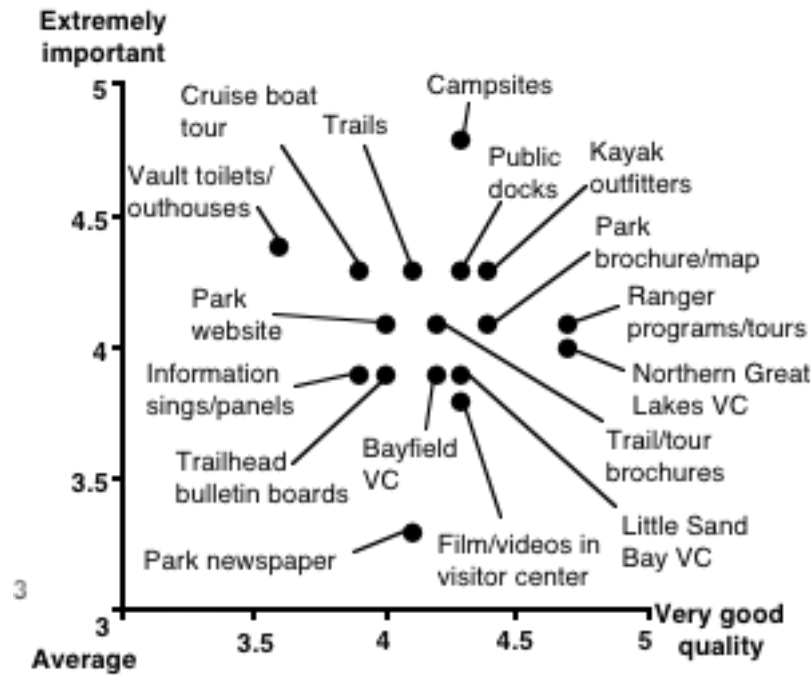 Extremely
important
5
Cruise boat
tour
Trails
Campsites
Public
docks
Kayak
outfitters
Vault toilets/
outhouses
4.5
Park
brochure/map
Park
website
Ranger
programs/tours
4
Information
sings/panels
Northern Great
Lakes VC
Trailhead
bulletin boards
Bayfield
VC
Trail/tour
brochures
3.5
Park newspaper
Film/videos in
visitor center
Little Sand
Bay VC
3
3
3.5
4
4.5
5
Very good
quality
Average